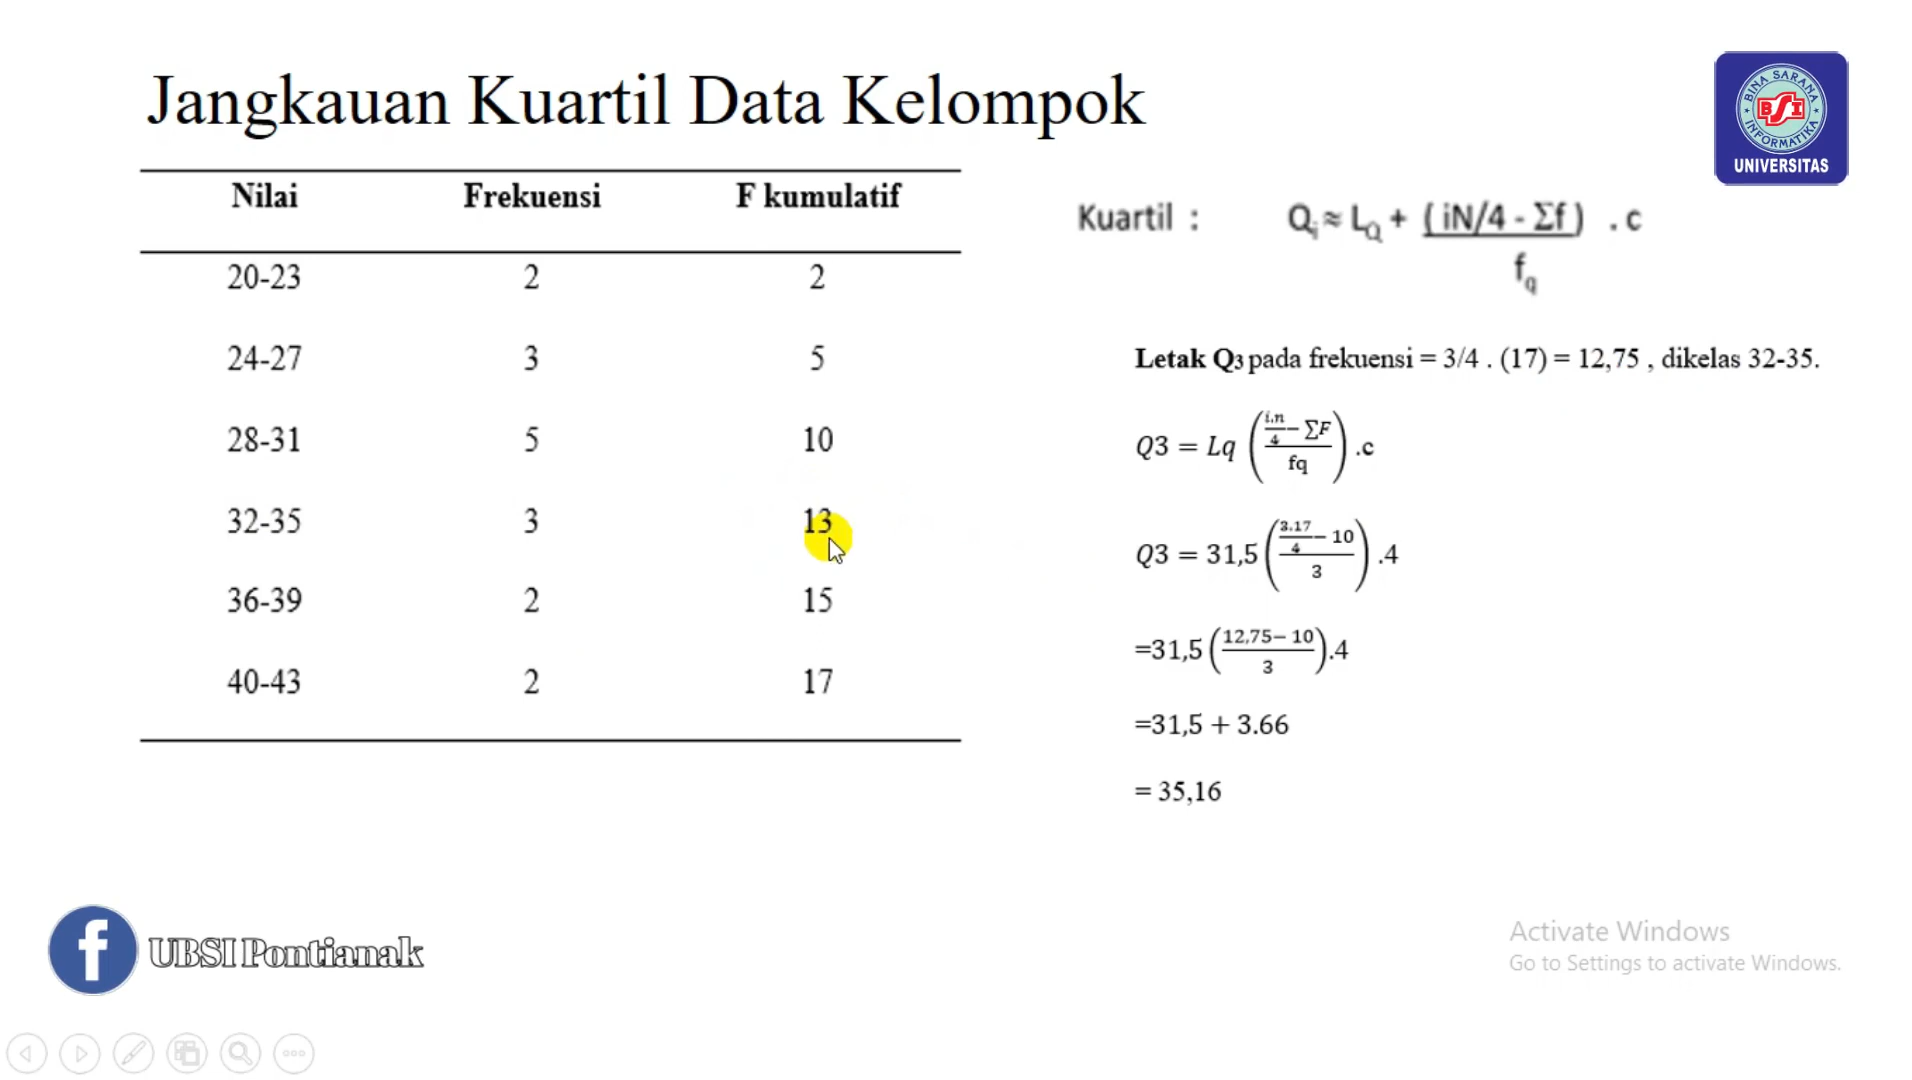 Jangkauan Kuartil Data Kelompok
BINA SARANA
BSI
INFORMATIKA
UNIVERSITAS
Nilai Frekuensi F kumulatif
20-23 2 2
24-27 3 5
28-31 5 10
32-35 3 13
36-39 2 15
40-43 2 17
Kuartil : Qi ≈ LQ + ( iN/4 - Σf ) . c
fq
Letak Q3 pada frekuensi = 3/4 . (17) = 12,75 , dikelas 32-35.
Q3 = Lq ((i.n/4 − ∑F)/fq) .c
Q3 = 31,5 ((3.17/4 − 10)/3) .4
=31,5 ((12,75− 10)/3).4
=31,5 + 3.66
= 35,16
f UBSI Pontianak
Activate Windows
Go to Settings to activate Windows.